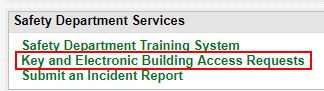 Safety Department Services
Safety Department Training System
Key and Electronic Building Access Requests
Submit an Incident Report